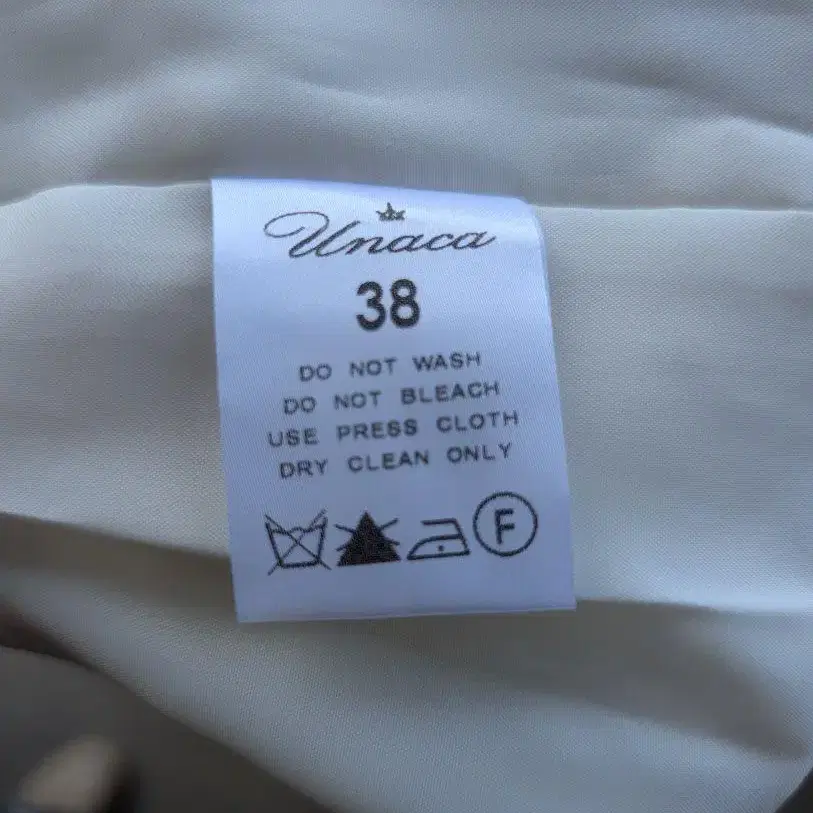 Unaca
38
DO NOT WASH
DO NOT BLEACH
USE PRESS CLOTH
DRY CLEAN ONLY
F